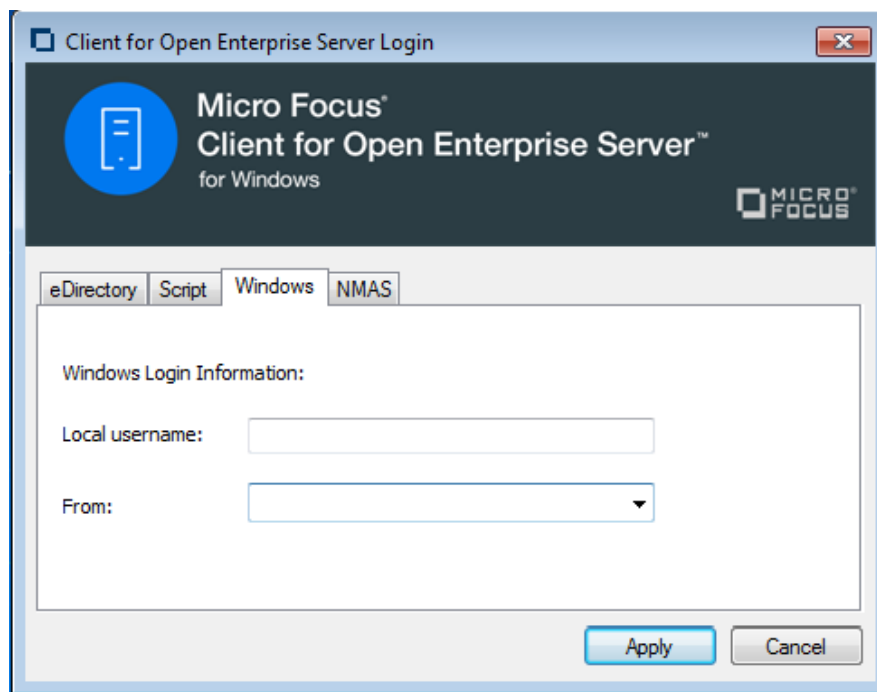 Client for Open Enterprise Server Login
Micro Focus®
Client for Open Enterprise Server™
for Windows
MICRO®
FOCUS
eDirectory Script Windows NMAS
Windows Login Information:
Local username:
From:
Apply Cancel